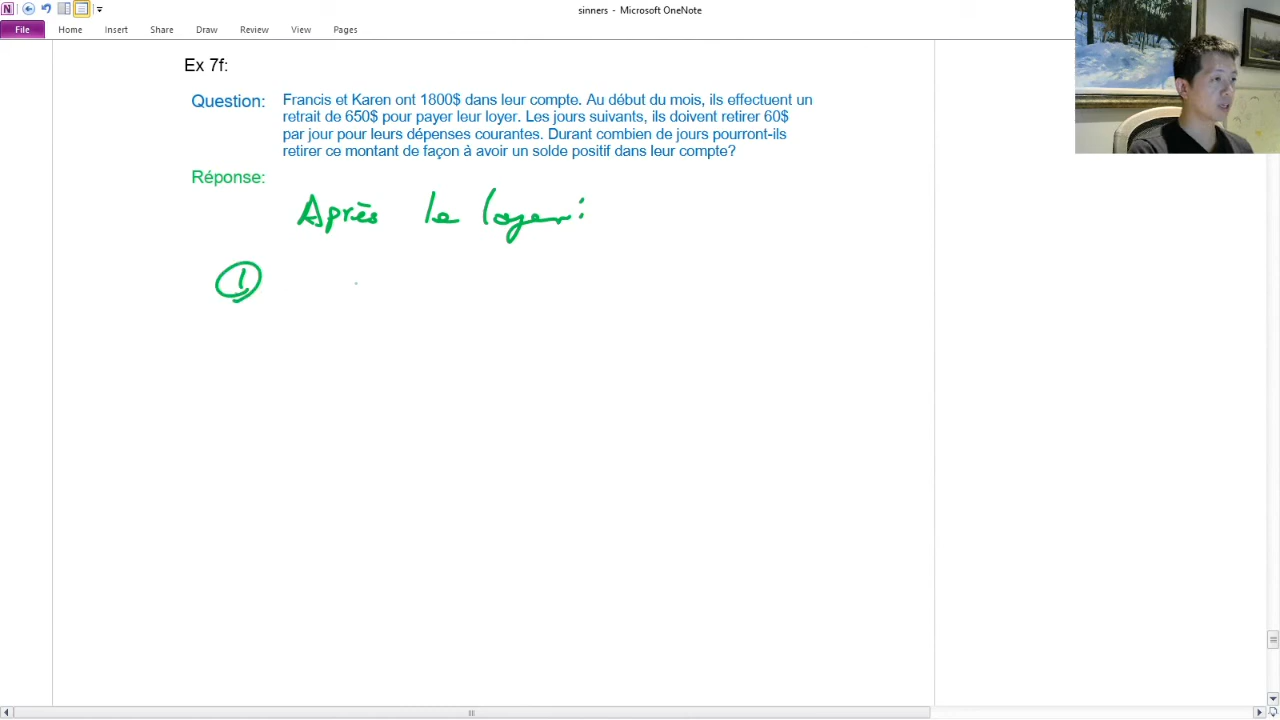 sinners - Microsoft OneNote
File Home Insert Share Draw Review View Pages
Ex 7f:
Question: Francis et Karen ont 1800$ dans leur compte. Au début du mois, ils effectuent un
retrait de 650$ pour payer leur loyer. Les jours suivants, ils doivent retirer 60$
par jour pour leurs dépenses courantes. Durant combien de jours pourront-ils
retirer ce montant de façon à avoir un solde positif dans leur compte?
Réponse:
Après le loyer:
1